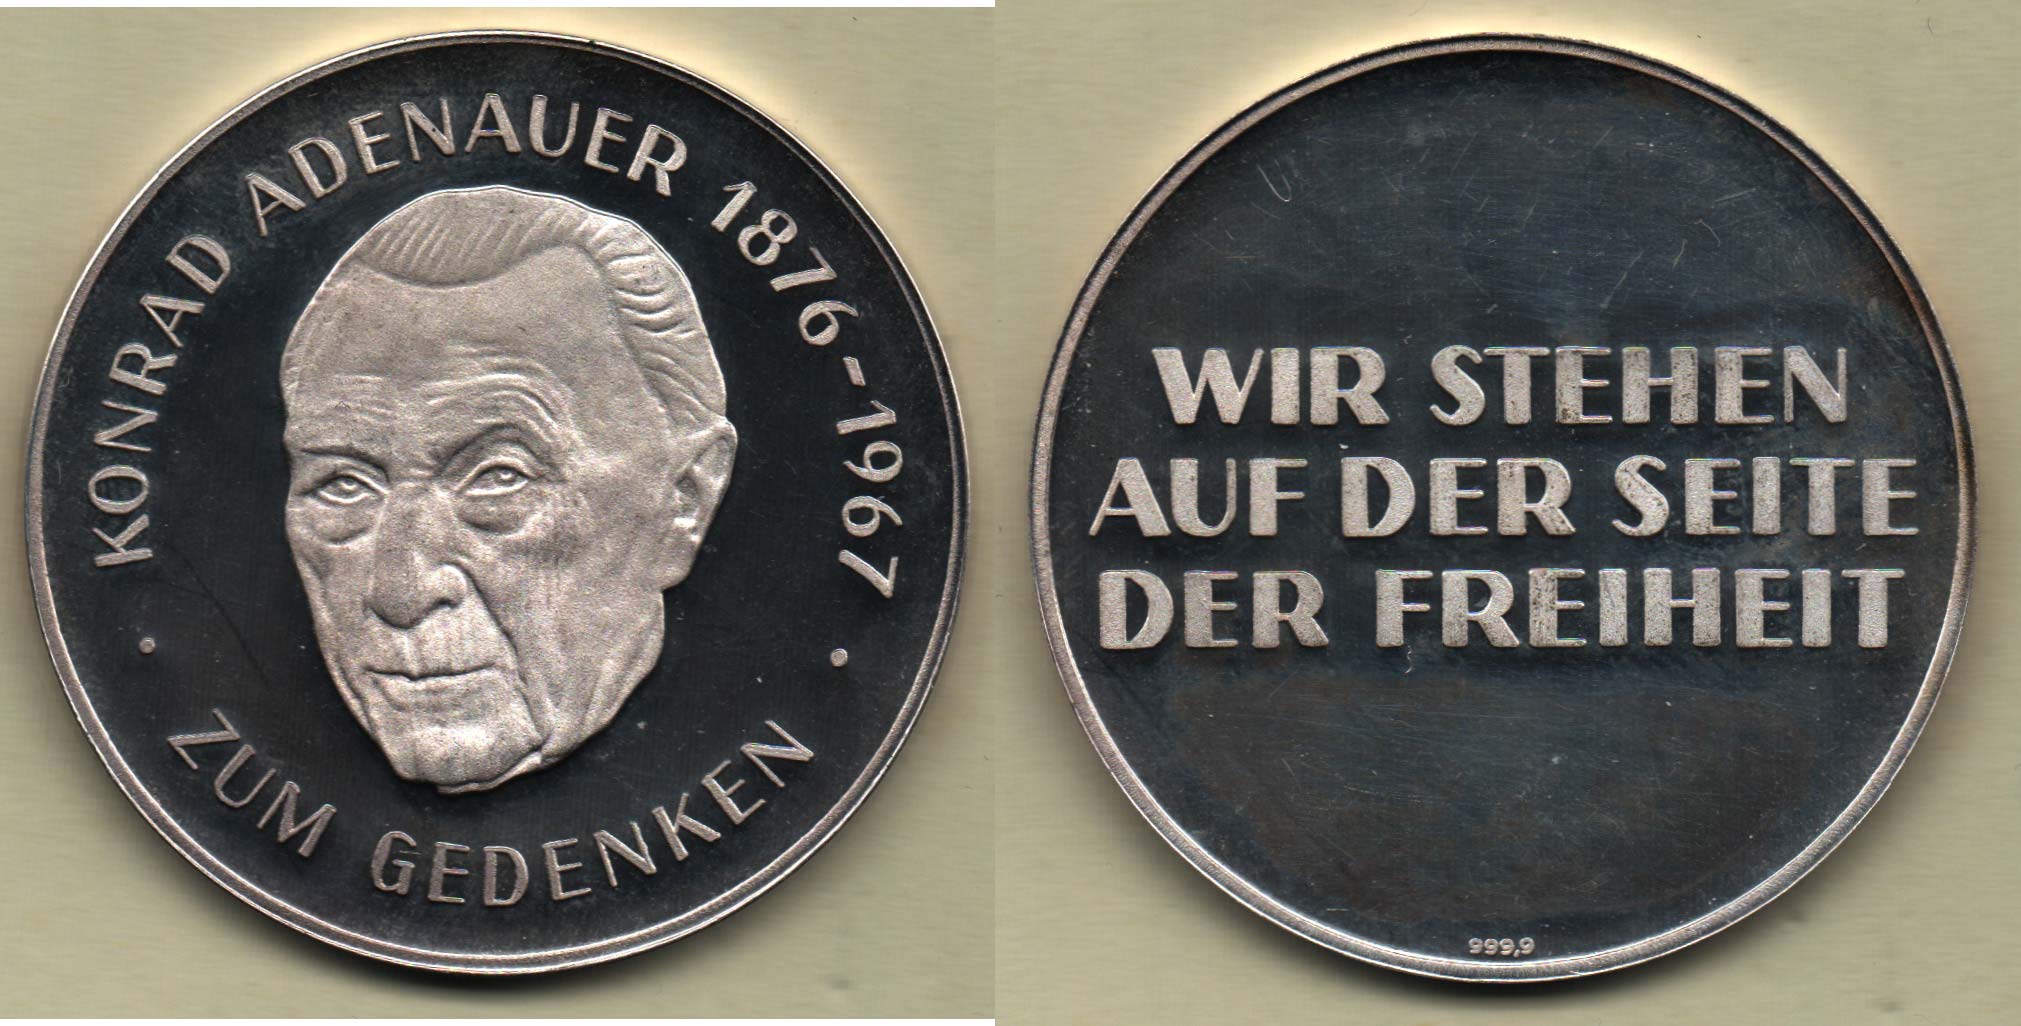 KONRAD ADENAUER 1876-1967
· ZUM GEDENKEN ·
WIR STEHEN
AUF DER SEITE
DER FREIHEIT
999,9